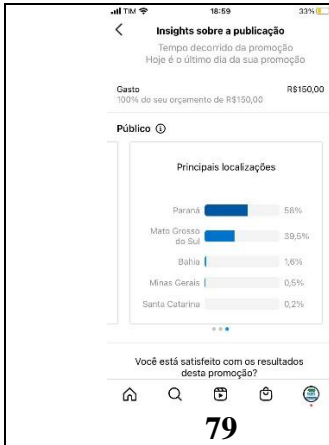 TIM 18:59 33%
Insights sobre a publicação
Tempo decorrido da promoção
Hoje é o último dia da sua promoção
Gasto R$150,00
100% do seu orçamento de R$150,00
Público
Principais localizações
Paraná 58%
Mato Grosso
do Sul 39,5%
Bahia 1,6%
Minas Gerais 0,5%
Santa Catarina 0,2%
Você está satisfeito com os resultados
desta promoção?
79